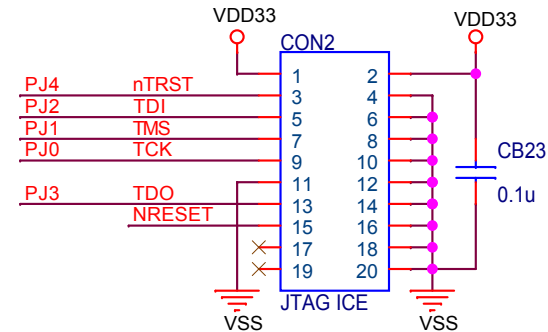 VDD33 VDD33
CON2
1 2
PJ4 nTRST 3 4
PJ2 TDI 5 6
PJ1 TMS 7 8
PJ0 TCK 9 10
CB23
11 12
PJ3 TDO 13 14
0.1u
NRESET 15 16
17 18
19 20
JTAG ICE
VSS VSS